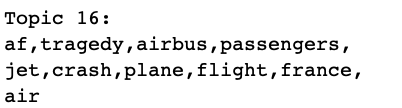 Topic 16:
af,tragedy,airbus,passengers,
jet,crash,plane,flight,france,
air